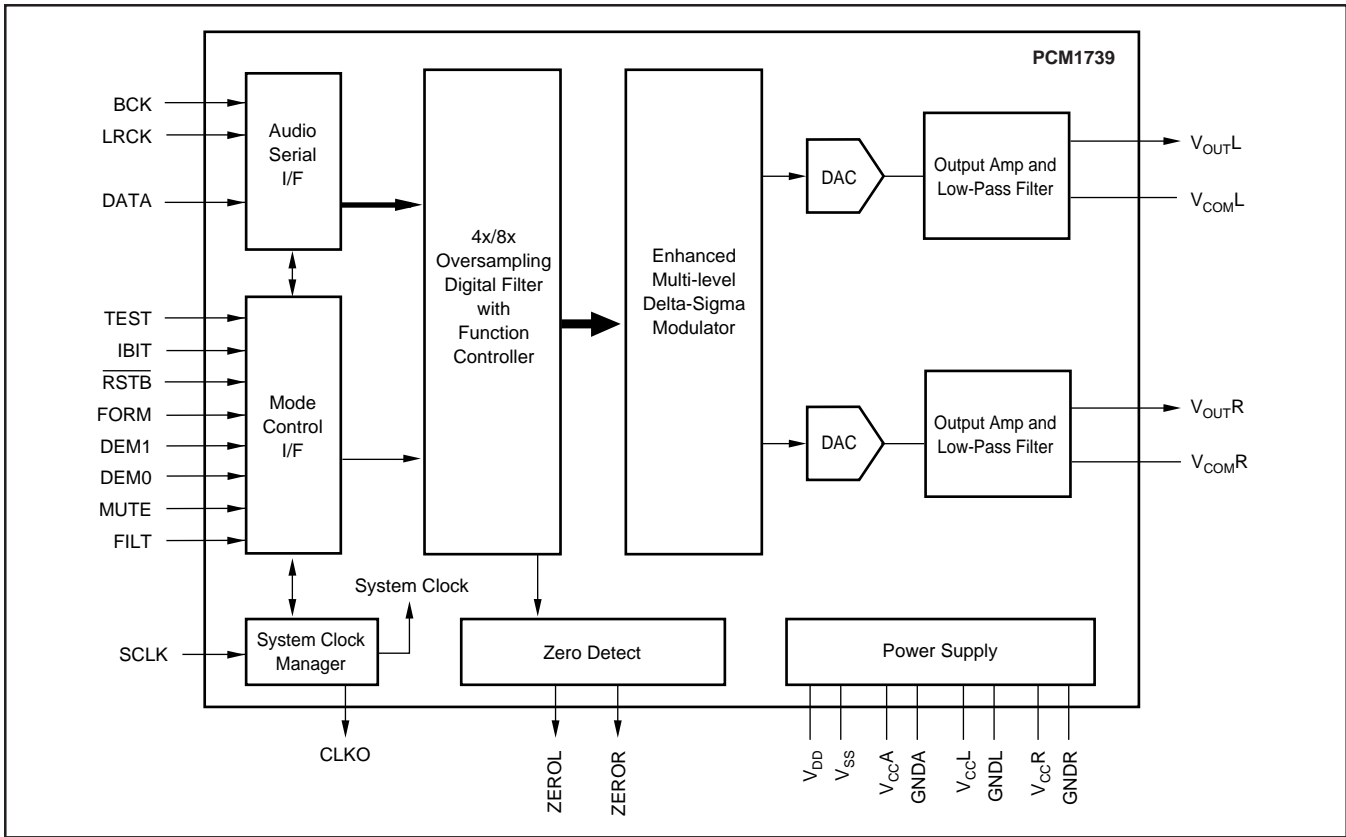 PCM1739
BCK
LRCK
DATA
Audio
Serial
I/F
TEST
IBIT
RSTB
FORM
DEM1
DEM0
MUTE
FILT
Mode
Control
I/F
SCLK
System Clock
Manager
System Clock
CLKO
4x/8x
Oversampling
Digital Filter
with
Function
Controller
Zero Detect
ZEROL
ZEROR
Enhanced
Multi-level
Delta-Sigma
Modulator
DAC
Output Amp and
Low-Pass Filter
VOUTL
VCOML
DAC
Output Amp and
Low-Pass Filter
VOUTR
VCOMR
Power Supply
VDD
VSS
VCCA
GNDA
VCCL
GNDL
VCCR
GNDR